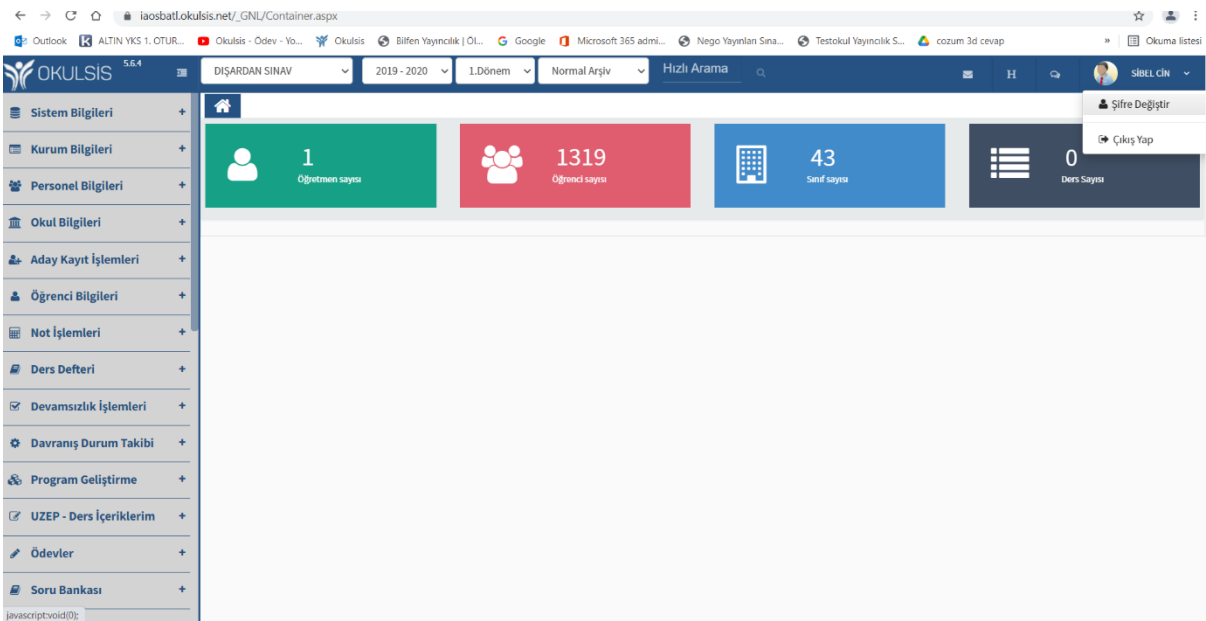 iaosbatl.okulsis.net/_GNL/Container.aspx
Outlook ALTIN YKS 1. OTUR... Okulsis - Ödev - Yo... Okulsis Bilfen Yayıncılık | Öl... Google Microsoft 365 admi... Nego Yayınları Sına... Testokul Yayıncılık S... cozum 3d cevap » Okuma listesi
OKULSİS 5.6.4 DIŞARDAN SINAV 2019 - 2020 1.Dönem Normal Arşiv Hızlı Arama H SİBEL CİN
Şifre Değiştir
Çıkış Yap
Sistem Bilgileri +
Kurum Bilgileri +
Personel Bilgileri +
Okul Bilgileri +
Aday Kayıt İşlemleri +
Öğrenci Bilgileri +
Not İşlemleri +
Ders Defteri +
Devamsızlık İşlemleri +
Davranış Durum Takibi +
Program Geliştirme +
UZEP - Ders İçeriklerim +
Ödevler +
Soru Bankası +
javascript:void(0);
1
Öğretmen sayısı
1319
Öğrenci sayısı
43
Sınıf sayısı
0
Ders Sayısı